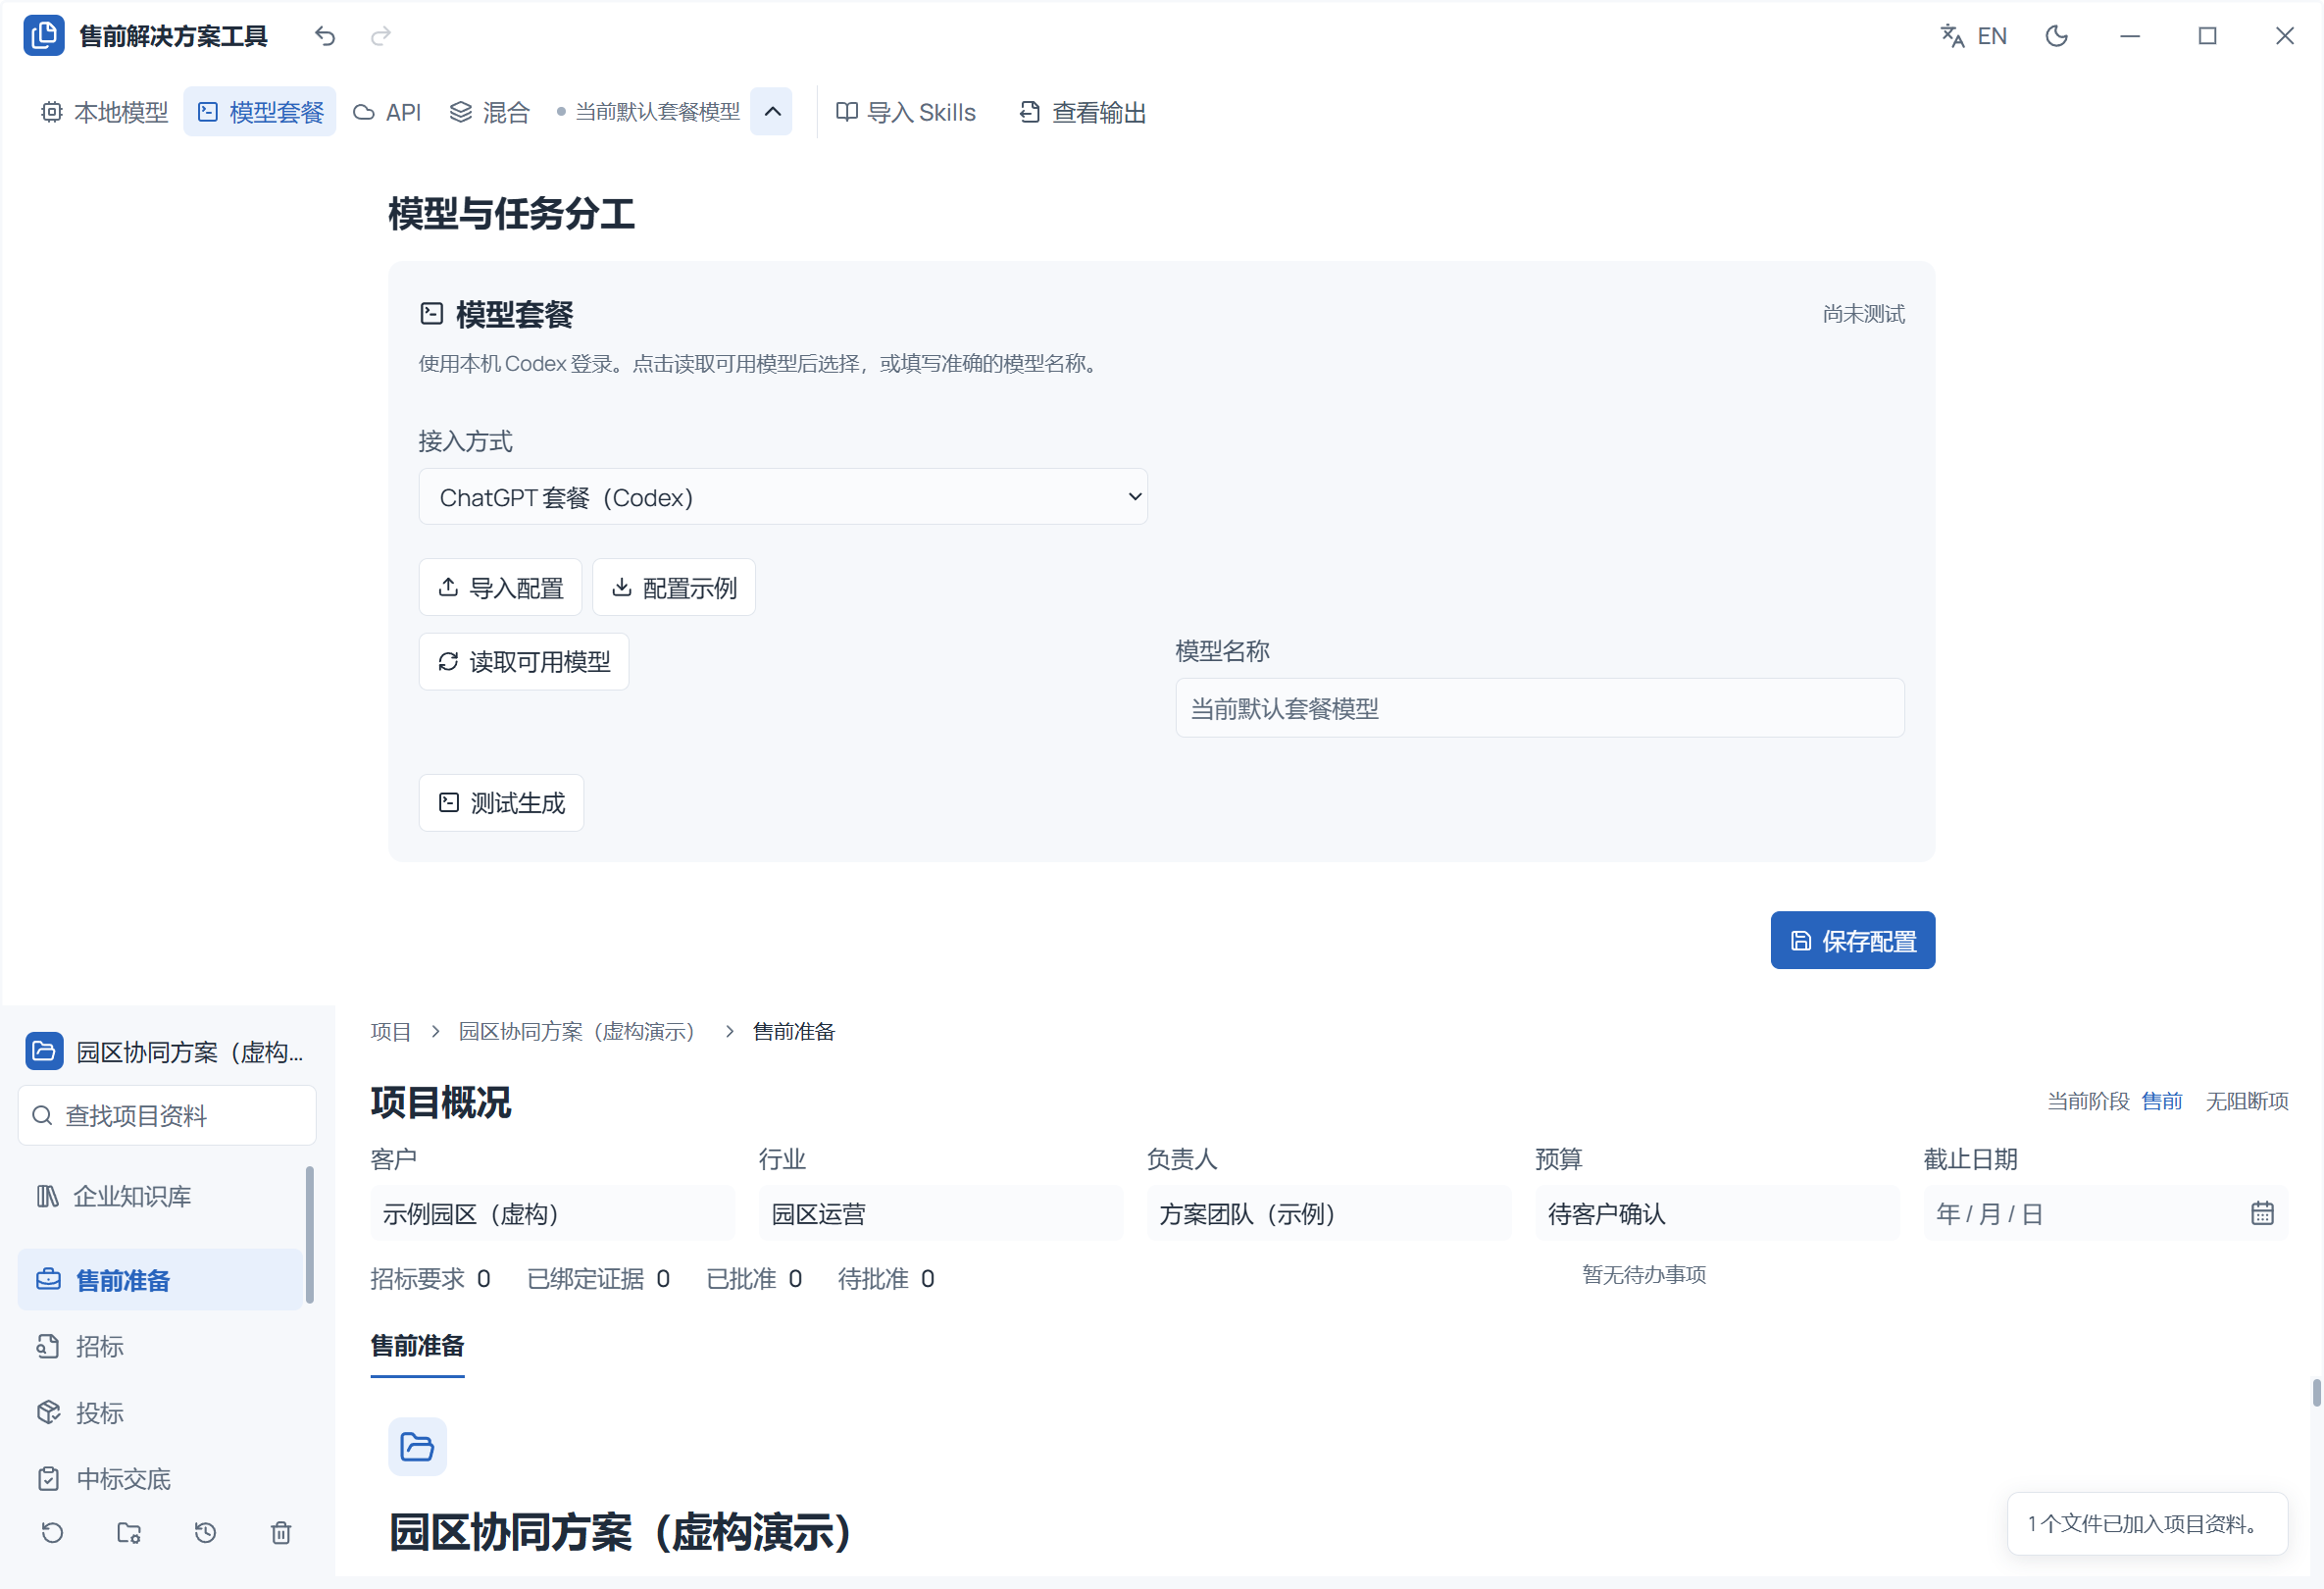 售前解决方案工具
EN
本地模型 模型套餐 API 混合 当前默认套餐模型 导入 Skills 查看输出
模型与任务分工
模型套餐
尚未测试
使用本机 Codex 登录。点击读取可用模型后选择，或填写准确的模型名称。
接入方式
ChatGPT 套餐（Codex）
导入配置 配置示例
读取可用模型
模型名称
当前默认套餐模型
测试生成
保存配置
园区协同方案（虚构...
查找项目资料
企业知识库
售前准备
招标
投标
中标交底
项目 > 园区协同方案（虚构演示） > 售前准备
项目概况
当前阶段 售前 无阻断项
客户 行业 负责人 预算 截止日期
示例园区（虚构） 园区运营 方案团队（示例） 待客户确认 年 / 月 / 日
招标要求 0 已绑定证据 0 已批准 0 待批准 0
暂无待办事项
售前准备
园区协同方案（虚构演示）
1 个文件已加入项目资料。